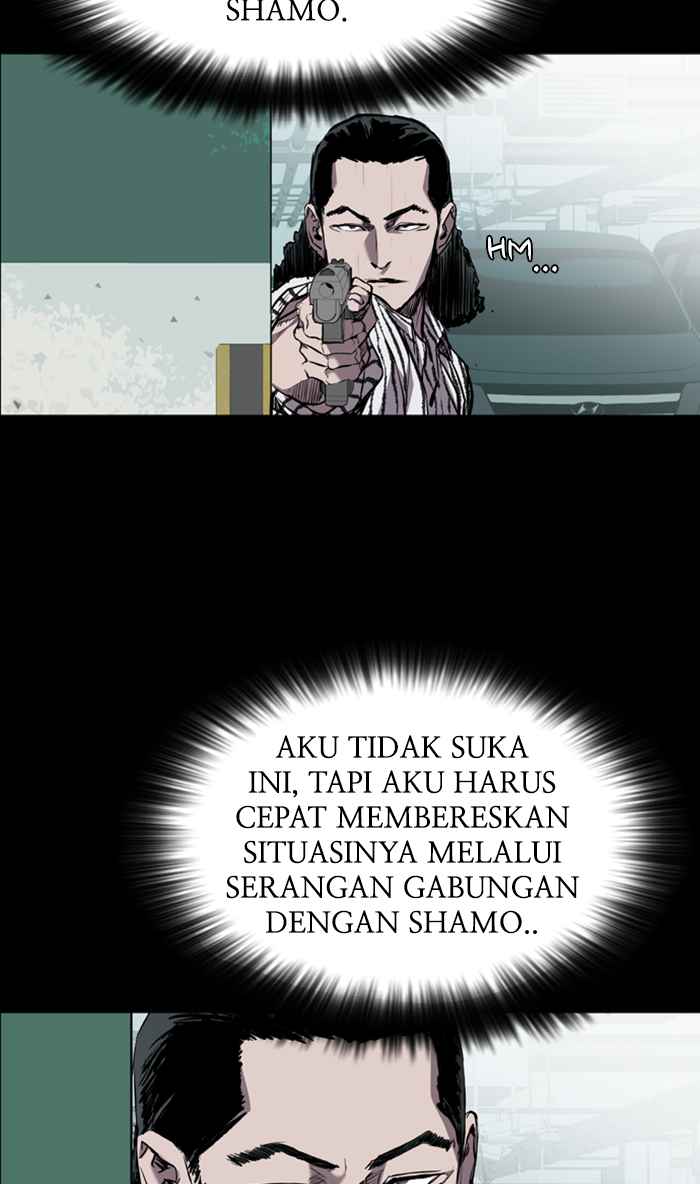 SHAMO.
HM...
AKU TIDAK SUKA
INI, TAPI AKU HARUS
CEPAT MEMBERESKAN
SITUASINYA MELALUI
SERANGAN GABUNGAN
DENGAN SHAMO..